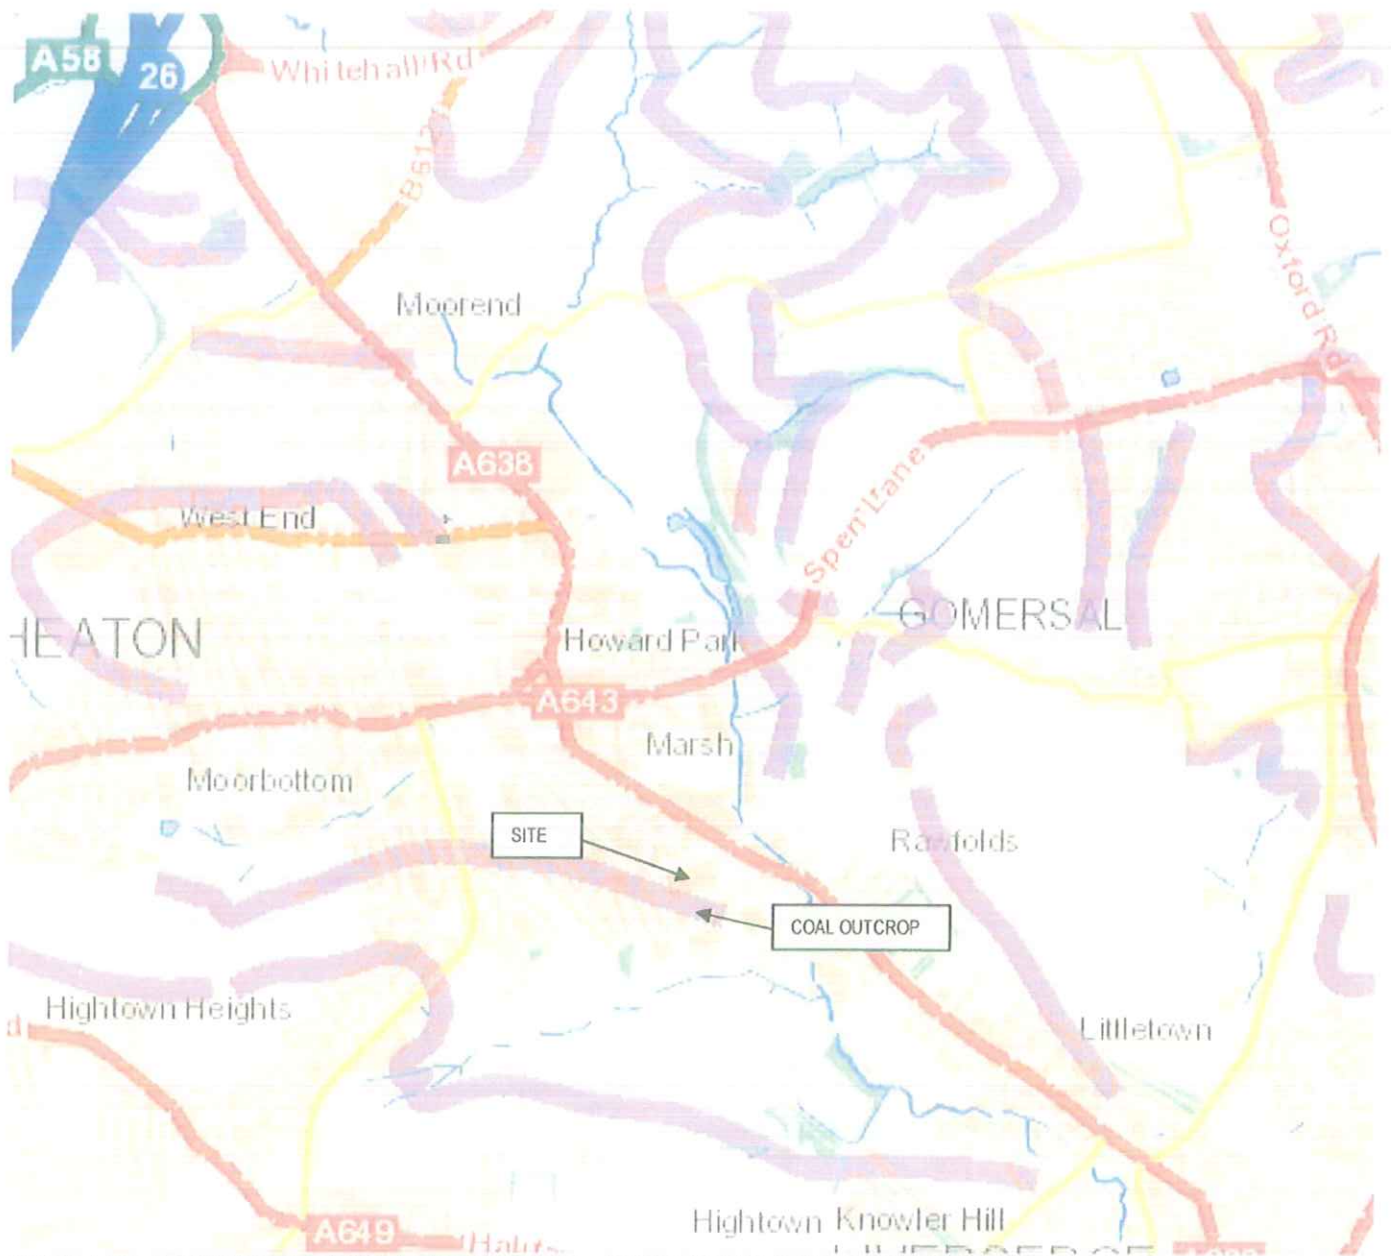 A58
26
Whitehall Rd
Oxford Rd
Moorend
A638
West End
Spen Lane
GOMERSAL
HEATON
Howard Park
A643
Marsh
Moorbottom
SITE
Rawfolds
COAL OUTCROP
Hightown Heights
Littletown
Hightown
Knowler Hill
A649